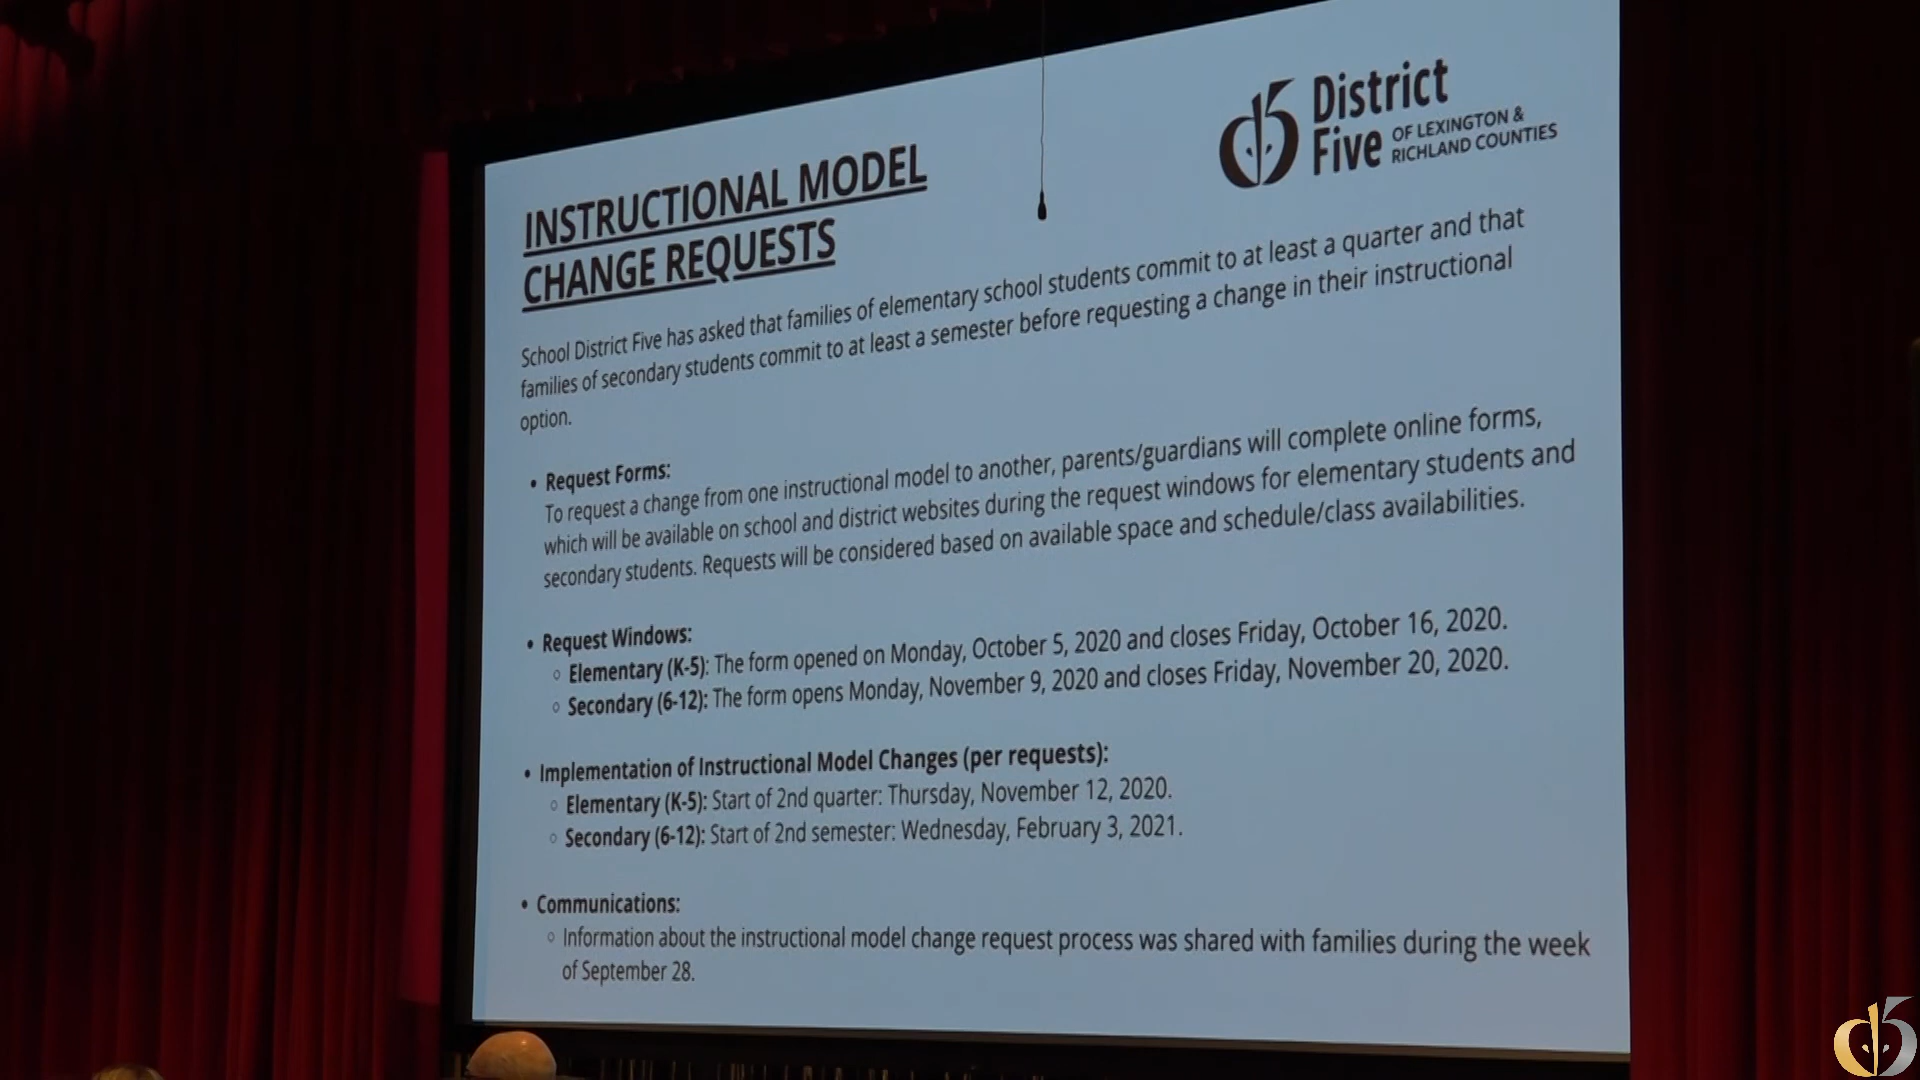 INSTRUCTIONAL MODEL
CHANGE REQUESTS
District
Five OF LEXINGTON &
RICHLAND COUNTIES
School District Five has asked that families of elementary school students commit to at least a quarter and that
families of secondary students commit to at least a semester before requesting a change in their instructional
option.
• Request Forms:
To request a change from one instructional model to another, parents/guardians will complete online forms,
which will be available on school and district websites during the request windows for elementary students and
secondary students. Requests will be considered based on available space and schedule/class availabilities.
• Request Windows:
◦ Elementary (K-5): The form opened on Monday, October 5, 2020 and closes Friday, October 16, 2020.
◦ Secondary (6-12): The form opens Monday, November 9, 2020 and closes Friday, November 20, 2020.
• Implementation of Instructional Model Changes (per requests):
◦ Elementary (K-5): Start of 2nd quarter: Thursday, November 12, 2020.
◦ Secondary (6-12): Start of 2nd semester: Wednesday, February 3, 2021.
• Communications:
◦ Information about the instructional model change request process was shared with families during the week
of September 28.